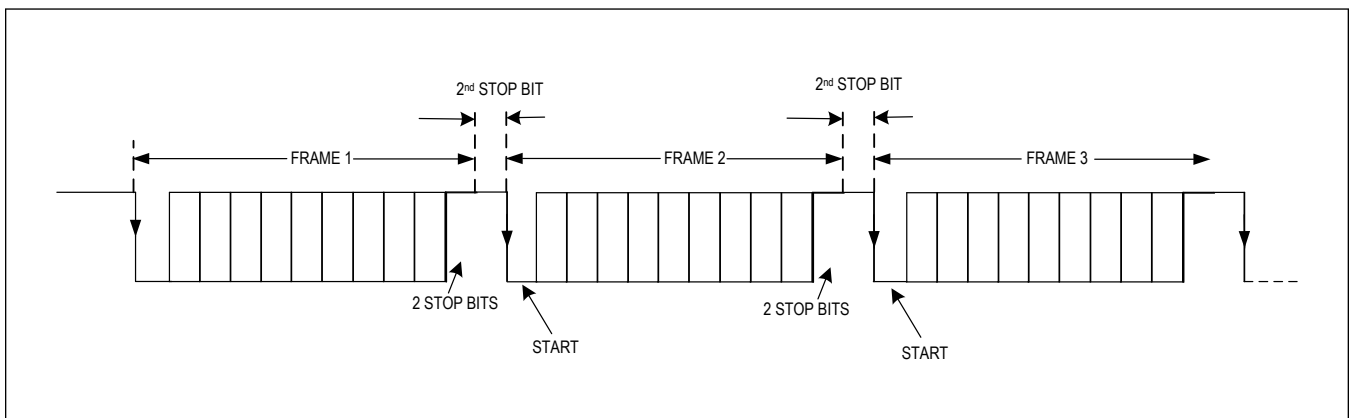 2nd STOP BIT
2nd STOP BIT
FRAME 1
FRAME 2
FRAME 3
2 STOP BITS
2 STOP BITS
START
START